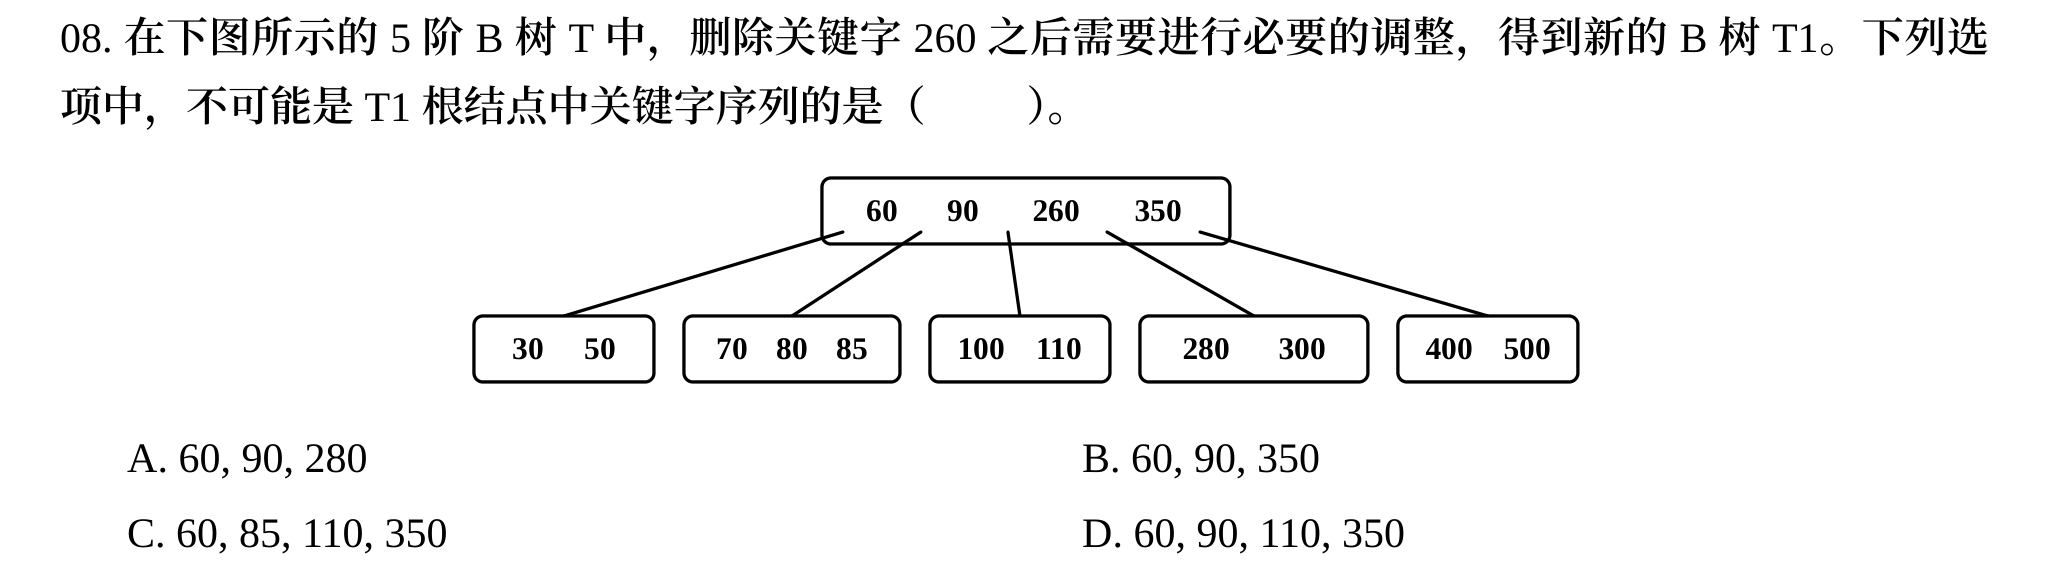 08. 在下图所示的 5 阶 B 树 T 中，删除关键字 260 之后需要进行必要的调整，得到新的 B 树 T1。下列选
项中，不可能是 T1 根结点中关键字序列的是（　　）。
60 90 260 350
30 50 70 80 85 100 110 280 300 400 500
A. 60, 90, 280 B. 60, 90, 350
C. 60, 85, 110, 350 D. 60, 90, 110, 350